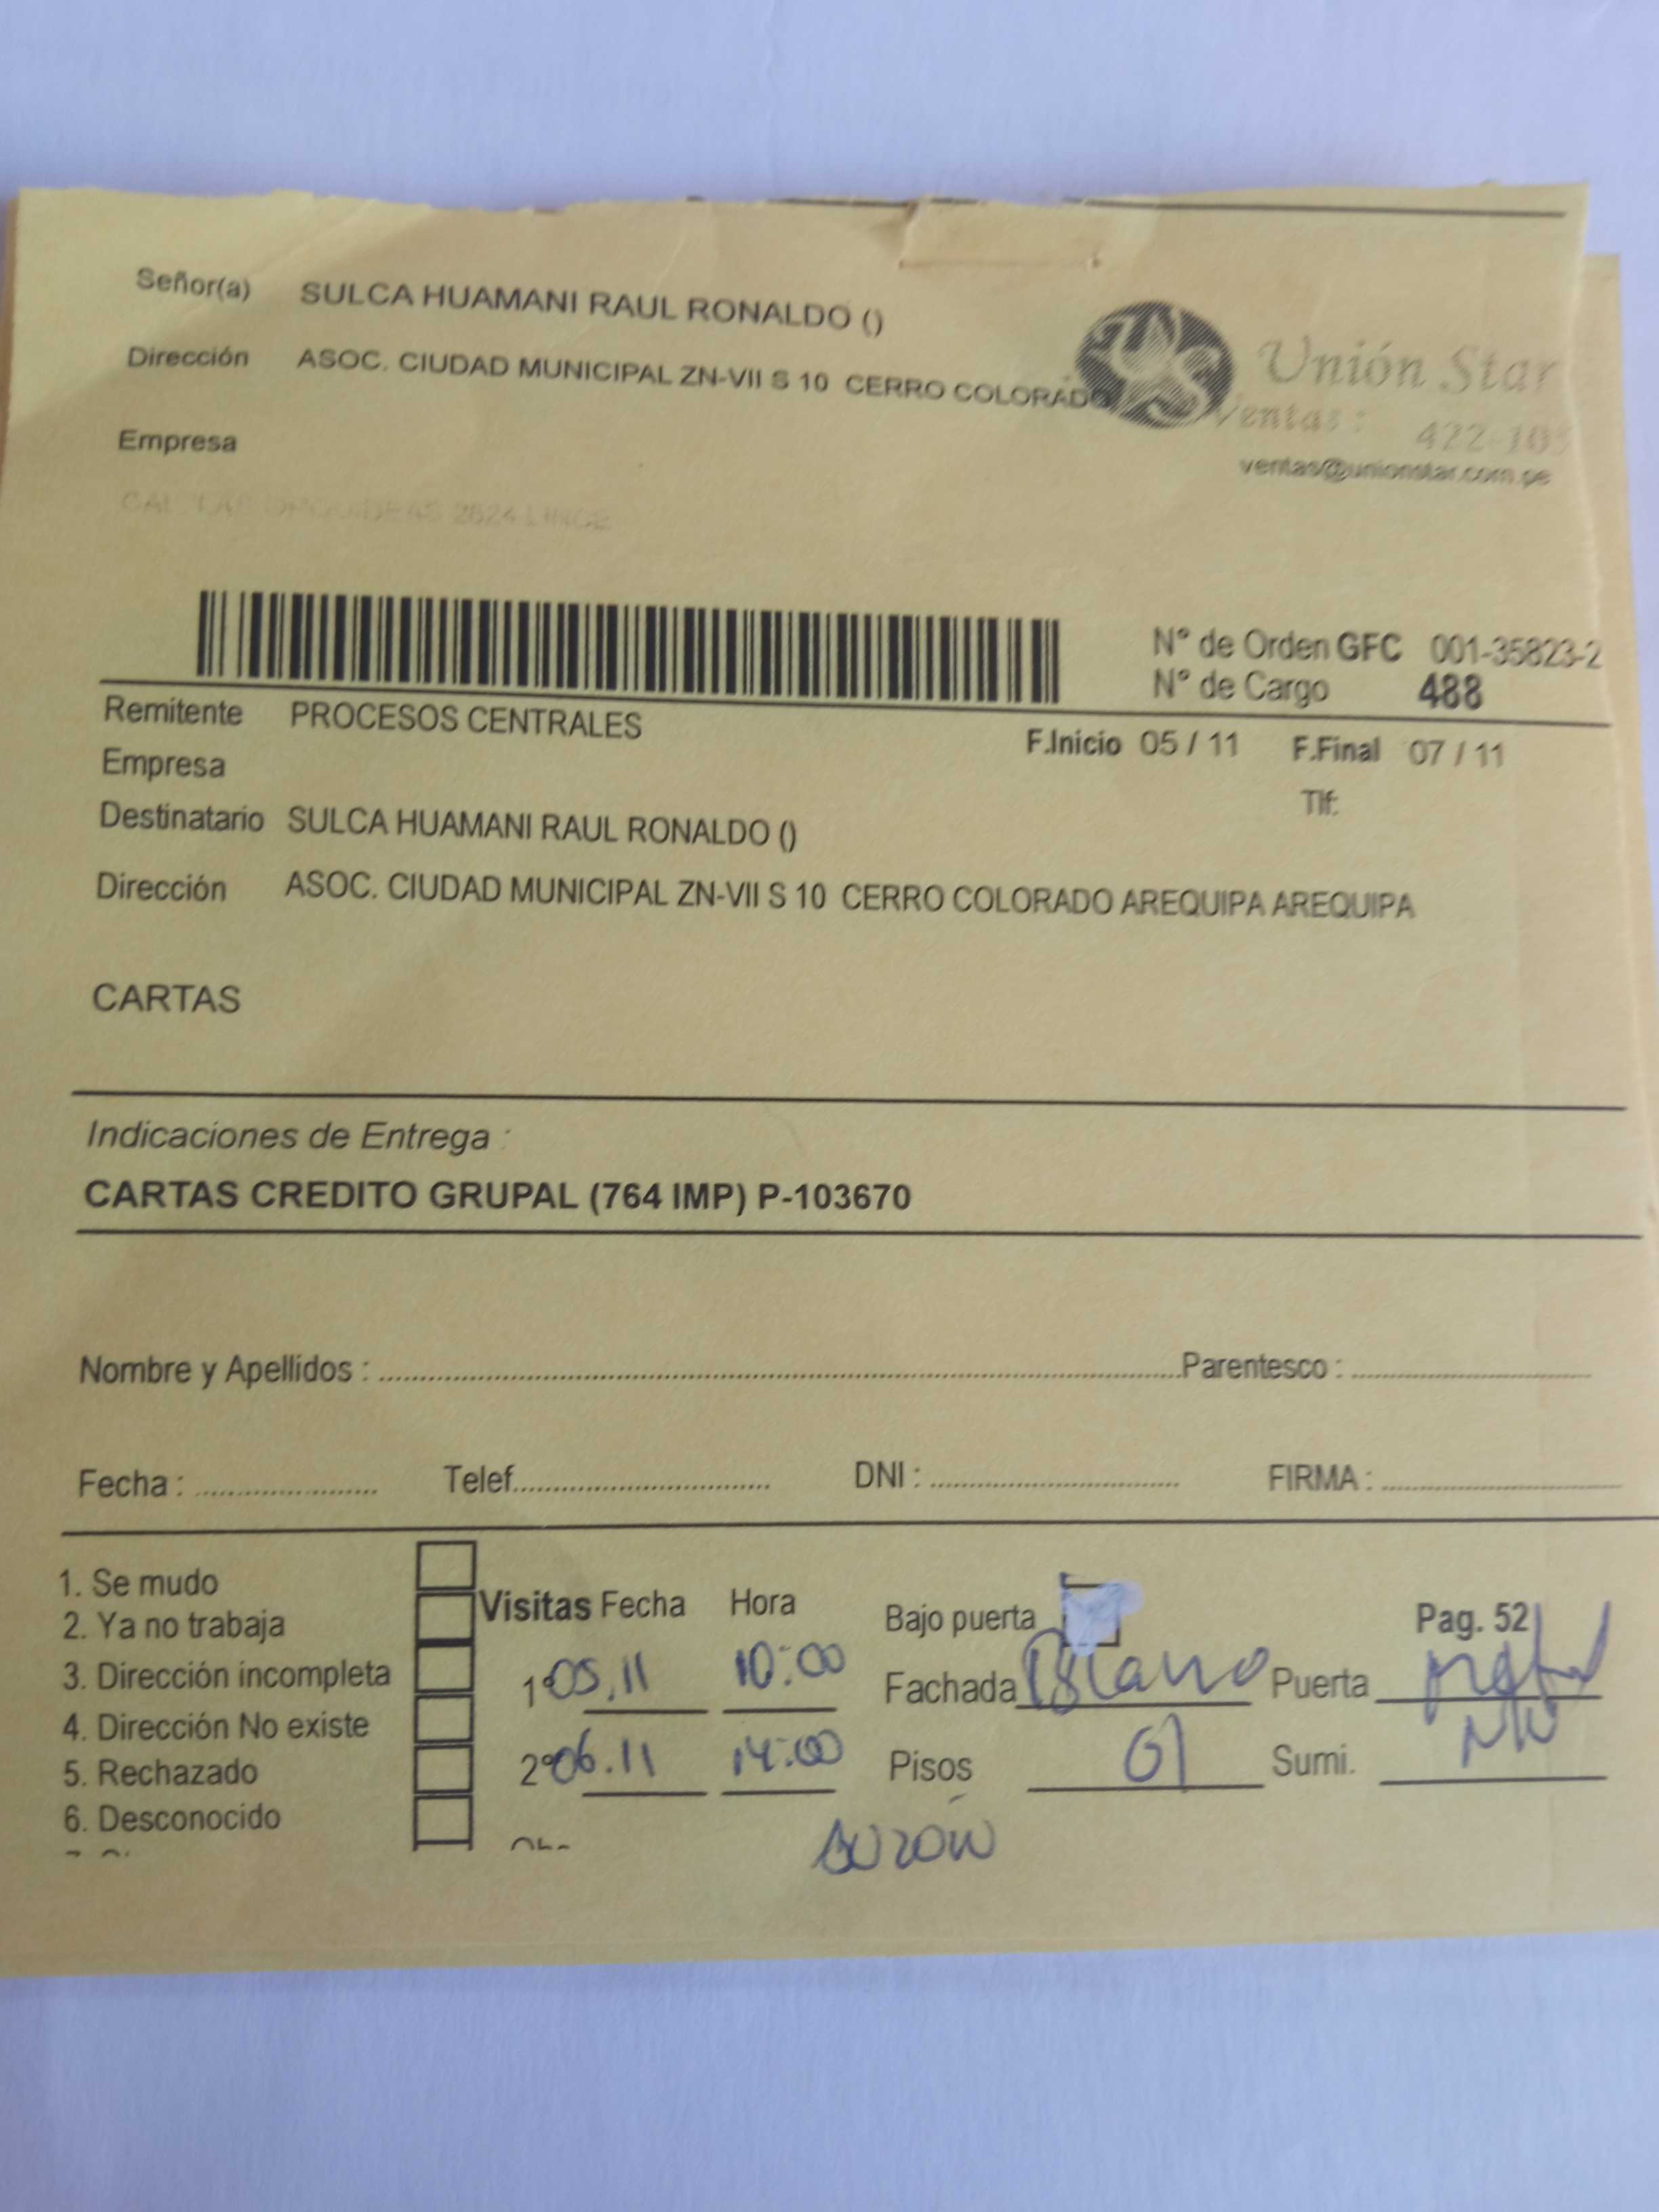 Señor(a) SULCA HUAMANI RAUL RONALDO ()
Dirección ASOC. CIUDAD MUNICIPAL ZN-VII S 10 CERRO COLORADO
Unión Star
Ventas: 422-10
ventas@unionstar.com.pe
Empresa
2824 LINCE
N° de Orden GFC 001-35823-2
N° de Cargo 488
Remitente PROCESOS CENTRALES
F.Inicio 05 / 11 F.Final 07 / 11
Empresa
Tlf:
Destinatario SULCA HUAMANI RAUL RONALDO ()
Dirección ASOC. CIUDAD MUNICIPAL ZN-VII S 10 CERRO COLORADO AREQUIPA AREQUIPA
CARTAS
Indicaciones de Entrega :
CARTAS CREDITO GRUPAL (764 IMP) P-103670
Nombre y Apellidos : Parentesco :
Fecha : Telef. DNI : FIRMA :
1. Se mudo
2. Ya no trabaja
3. Dirección incompleta
4. Dirección No existe
5. Rechazado
6. Desconocido
Visitas Fecha Hora
1° 05.11 10:00
2° 06.11 14:00
Bajo puerta Pag. 52
Fachada Blanco Puerta
Pisos 01 Sumi.
BUZON